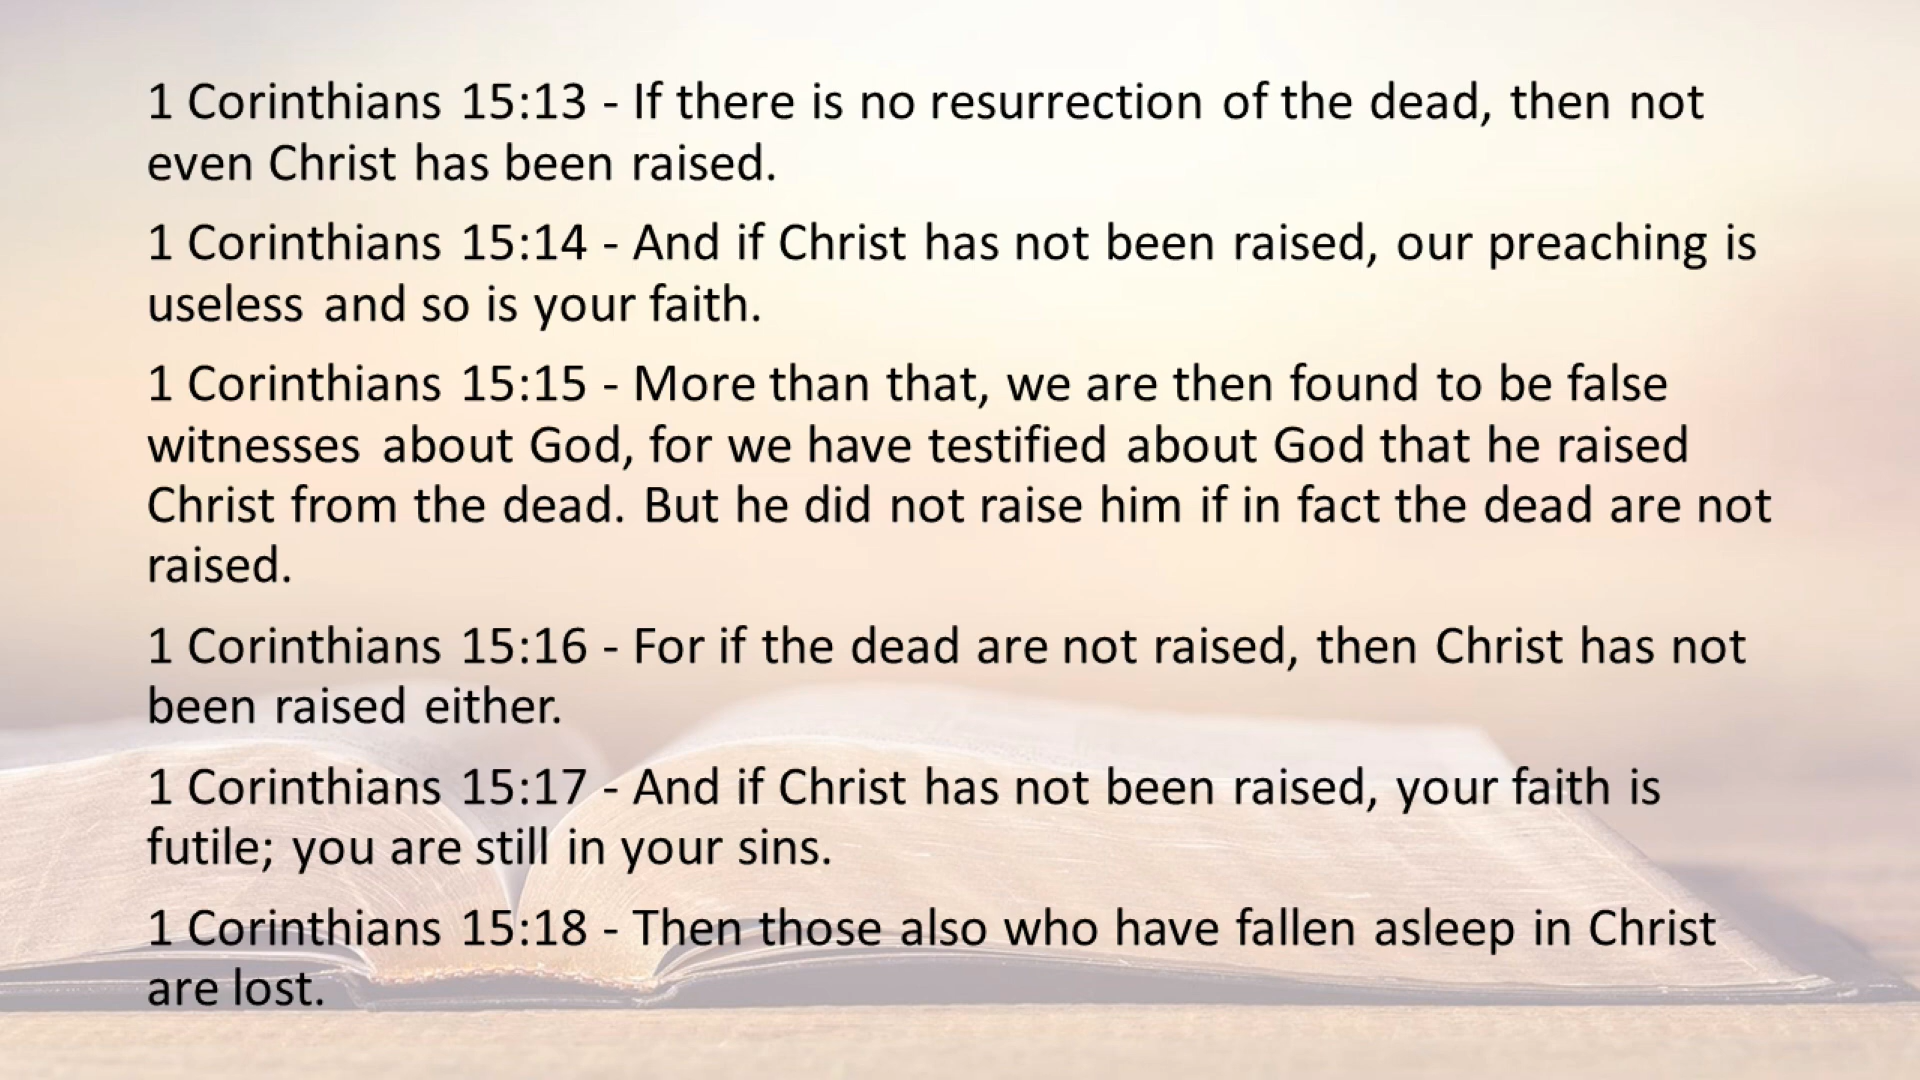 1 Corinthians 15:13 - If there is no resurrection of the dead, then not
even Christ has been raised.
1 Corinthians 15:14 - And if Christ has not been raised, our preaching is
useless and so is your faith.
1 Corinthians 15:15 - More than that, we are then found to be false
witnesses about God, for we have testified about God that he raised
Christ from the dead. But he did not raise him if in fact the dead are not
raised.
1 Corinthians 15:16 - For if the dead are not raised, then Christ has not
been raised either.
1 Corinthians 15:17 - And if Christ has not been raised, your faith is
futile; you are still in your sins.
1 Corinthians 15:18 - Then those also who have fallen asleep in Christ
are lost.